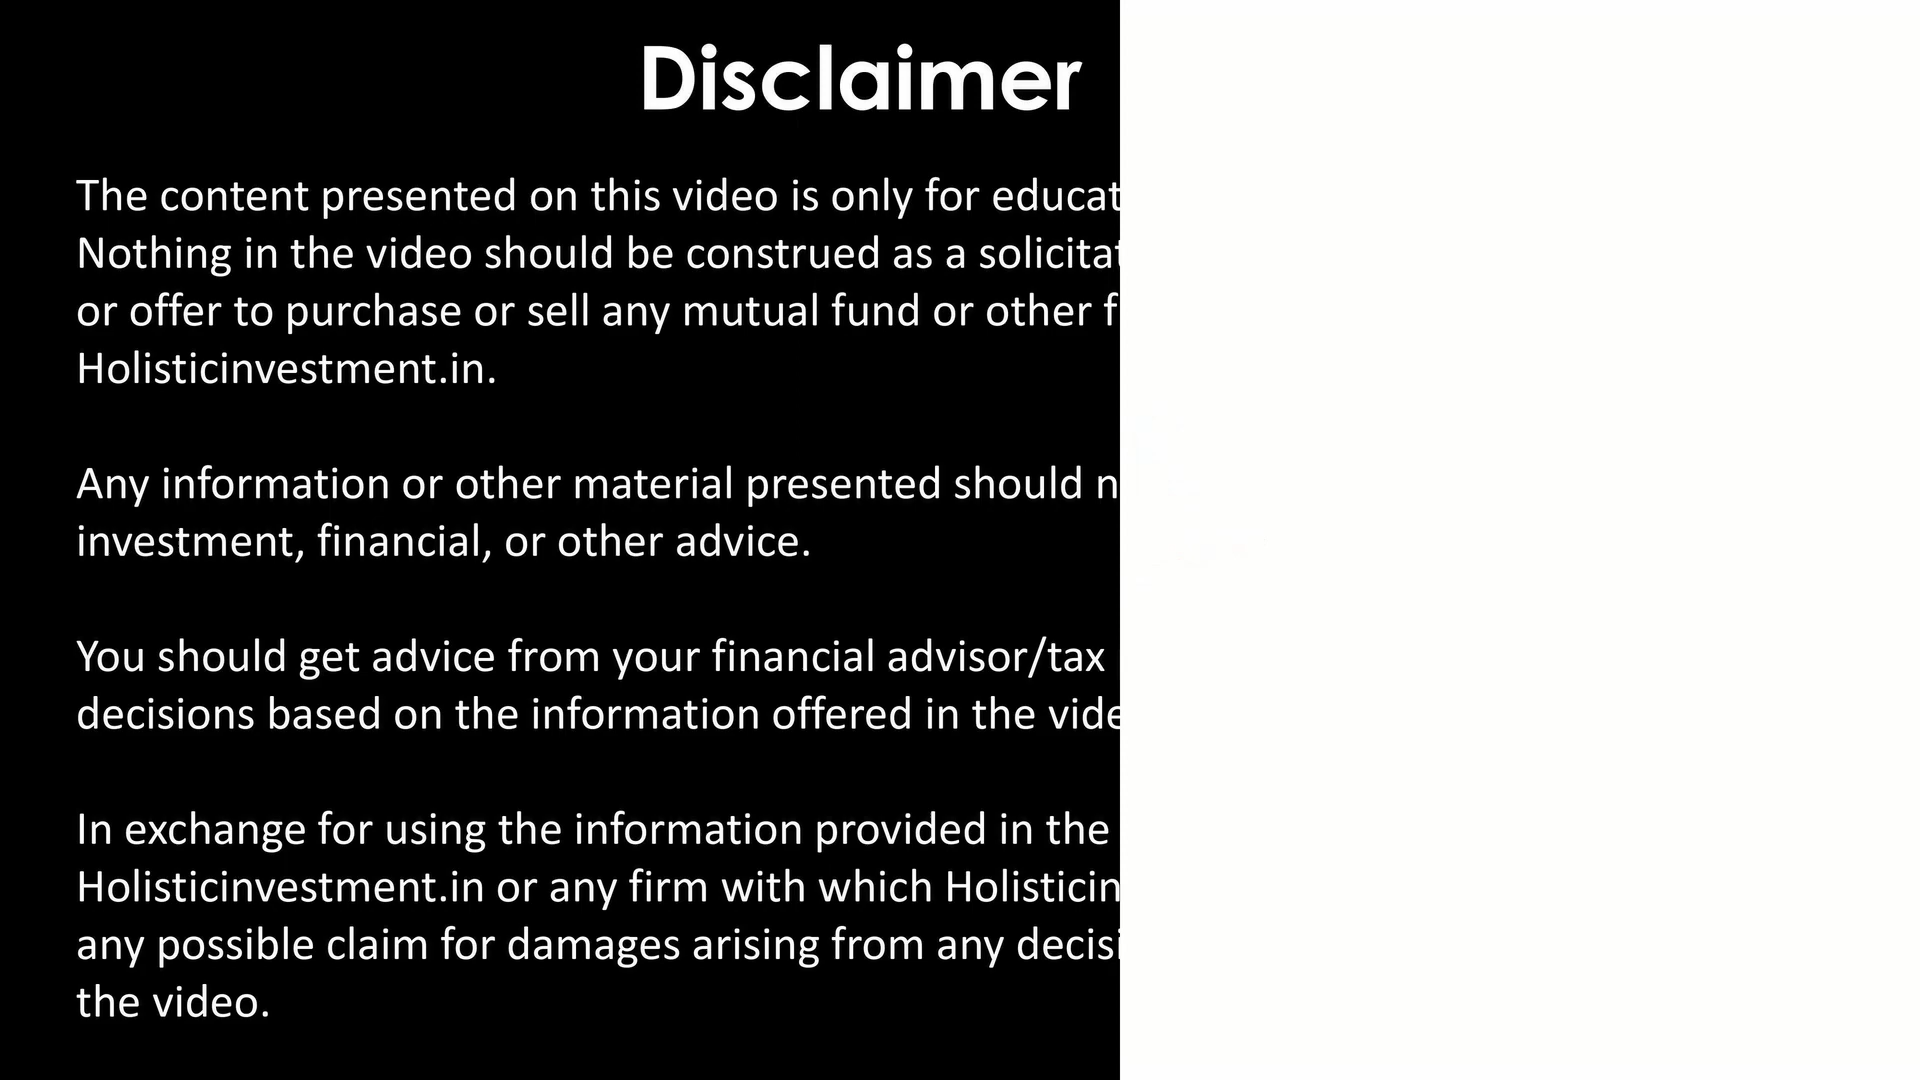 Disclaimer
The content presented on this video is only for educat
Nothing in the video should be construed as a solicitat
or offer to purchase or sell any mutual fund or other f
Holisticinvestment.in.
Any information or other material presented should n
investment, financial, or other advice.
You should get advice from your financial advisor/tax
decisions based on the information offered in the vide
In exchange for using the information provided in the
Holisticinvestment.in or any firm with which Holisticin
any possible claim for damages arising from any decisi
the video.